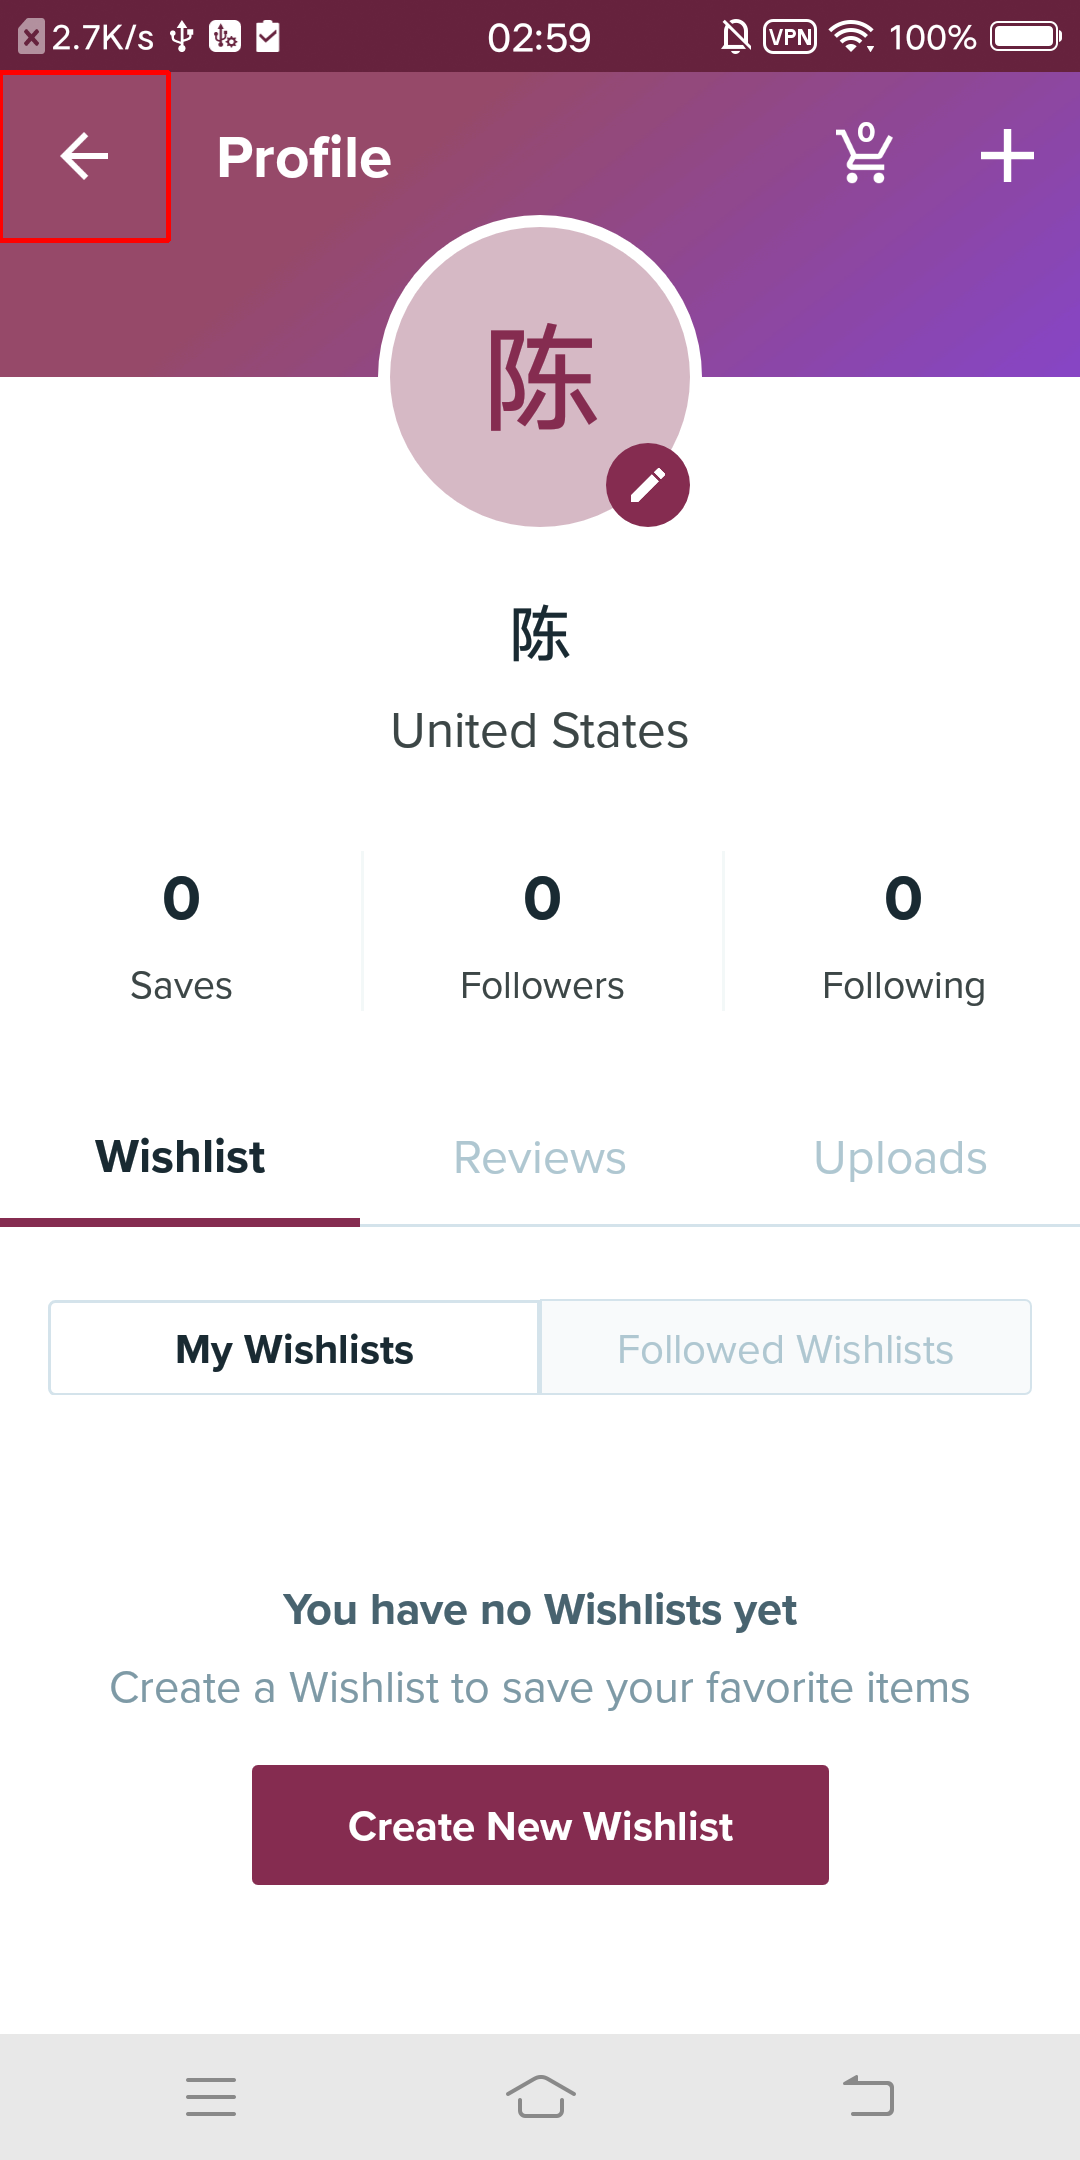 2.7K/s 02:59 VPN 100%
Profile 0
陈
陈
United States
0 0 0
Saves Followers Following
Wishlist Reviews Uploads
My Wishlists Followed Wishlists
You have no Wishlists yet
Create a Wishlist to save your favorite items
Create New Wishlist